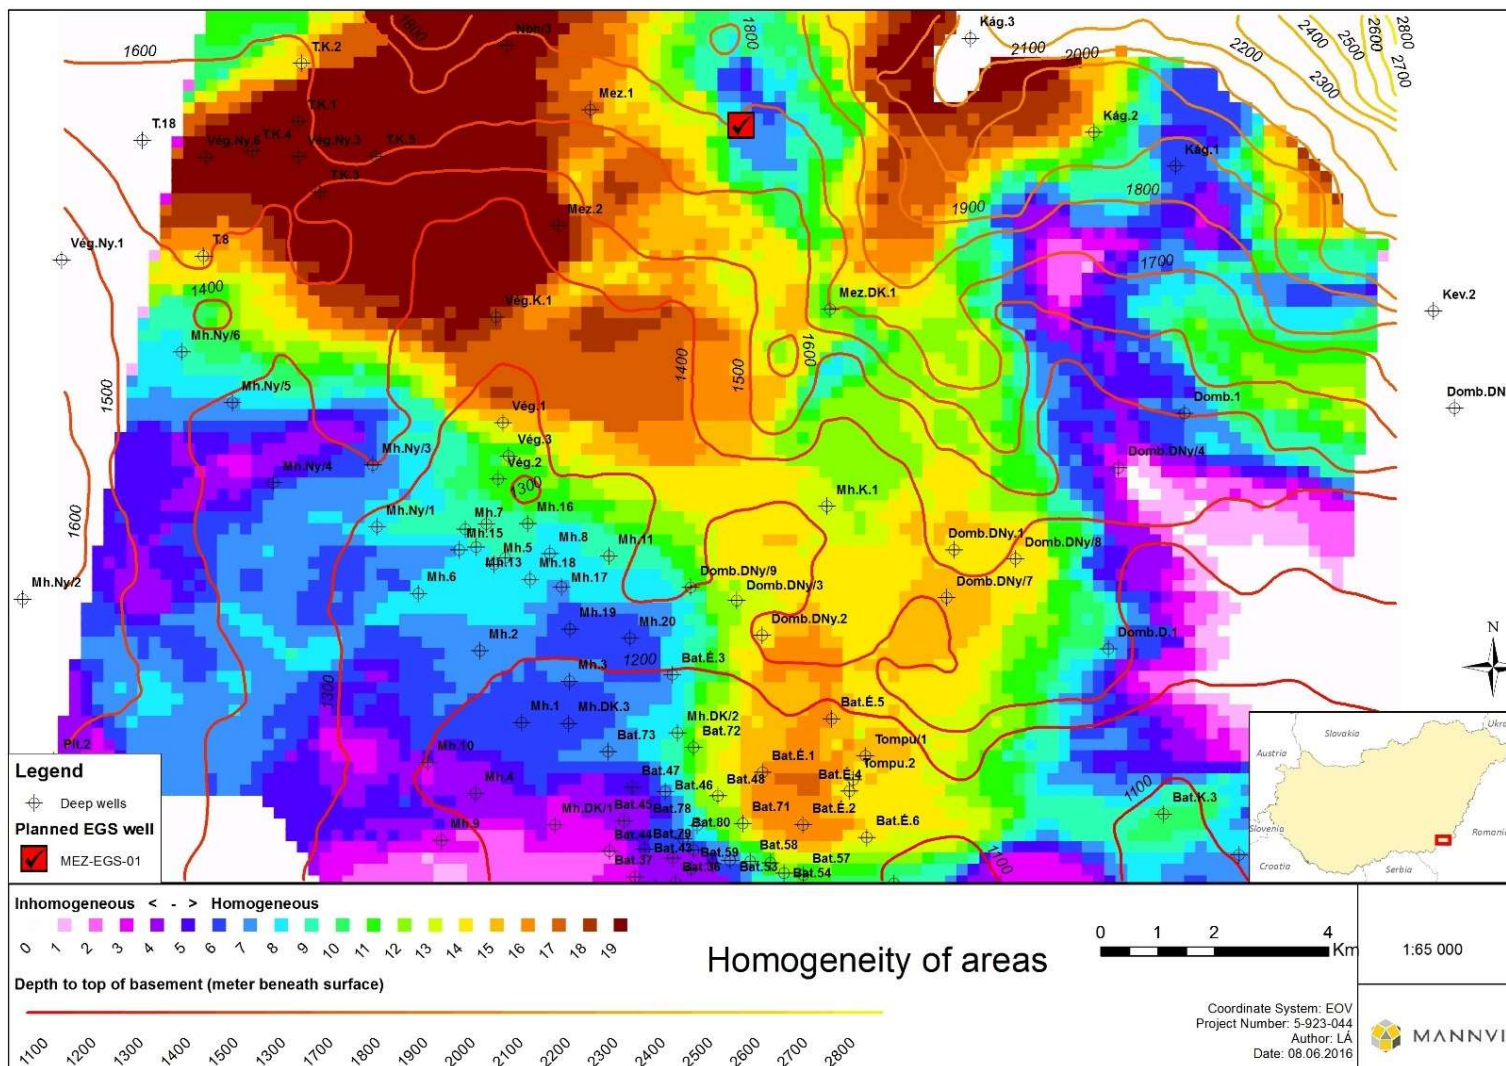 1600
T.K.2
1800
Nbh/3
1800
Kág.3
2100
2000
2200
2400
2500
2600
2800
2700
2300
Mez.1
T.K.1
T.18
Vég.Ny.6
T.K.4
Vég.Ny.3
T.K.5
T.K.3
Kág.2
Kág.1
1800
1900
Mez.2
Vég.Ny.1
T.8
1700
1400
Vég.K.1
Mez.DK.1
Kev.2
Mh.Ny/6
1500
1400
1500
1600
Mh.Ny/5
Domb.1
Domb.DN
Vég.1
Vég.3
Vég.2
Mh.Ny/3
Mh.Ny/4
Domb.DNy/4
1300
1600
Mh.Ny/1
Mh.7
Mh.16
Mh.K.1
Mh.15
Mh.5
Mh.8
Mh.11
Domb.DNy.1
Domb.DNy/8
Mh.13
Mh.18
Mh.6
Mh.17
Domb.DNy/9
Domb.DNy/3
Domb.DNy/7
Mh.Ny/2
Mh.19
Mh.20
Domb.DNy.2
Mh.2
Domb.D.1
N
1200
Bat.É.3
Mh.3
1300
Mh.1
Mh.DK.3
Mh.DK/2
Bat.72
Bat.É.5
Bat.73
Tompu/1
Mh.10
Bat.É.1
Tompu.2
Pit.2
Bat.47
Bat.46
Bat.48
Bat.É.4
Mh.4
Bat.45
Bat.78
Bat.71
Bat.É.2
1100
Bat.K.3
Mh.DK/1
Mh.9
Bat.44
Bat.79
Bat.80
Bat.É.6
Bat.43
Bat.59
Bat.58
Bat.57
Bat.37
Bat.36
Bat.53
Bat.54
1100
Slovakia
Ukra
Austria
Slovenia
Romania
Croatia
Serbia
Legend
Deep wells
Planned EGS well
MEZ-EGS-01
Inhomogeneous < - > Homogeneous
0 1 2 3 4 5 6 7 8 9 10 11 12 13 14 15 16 17 18 19
Depth to top of basement (meter beneath surface)
1100 1200 1300 1400 1500 1300 1700 1800 1900 2000 2100 2200 2300 2400 2500 2600 2700 2800
Homogeneity of areas
0 1 2 4
Km
1:65 000
Coordinate System: EOV
Project Number: 5-923-044
Author: LÁ
Date: 08.06.2016
MANNVI